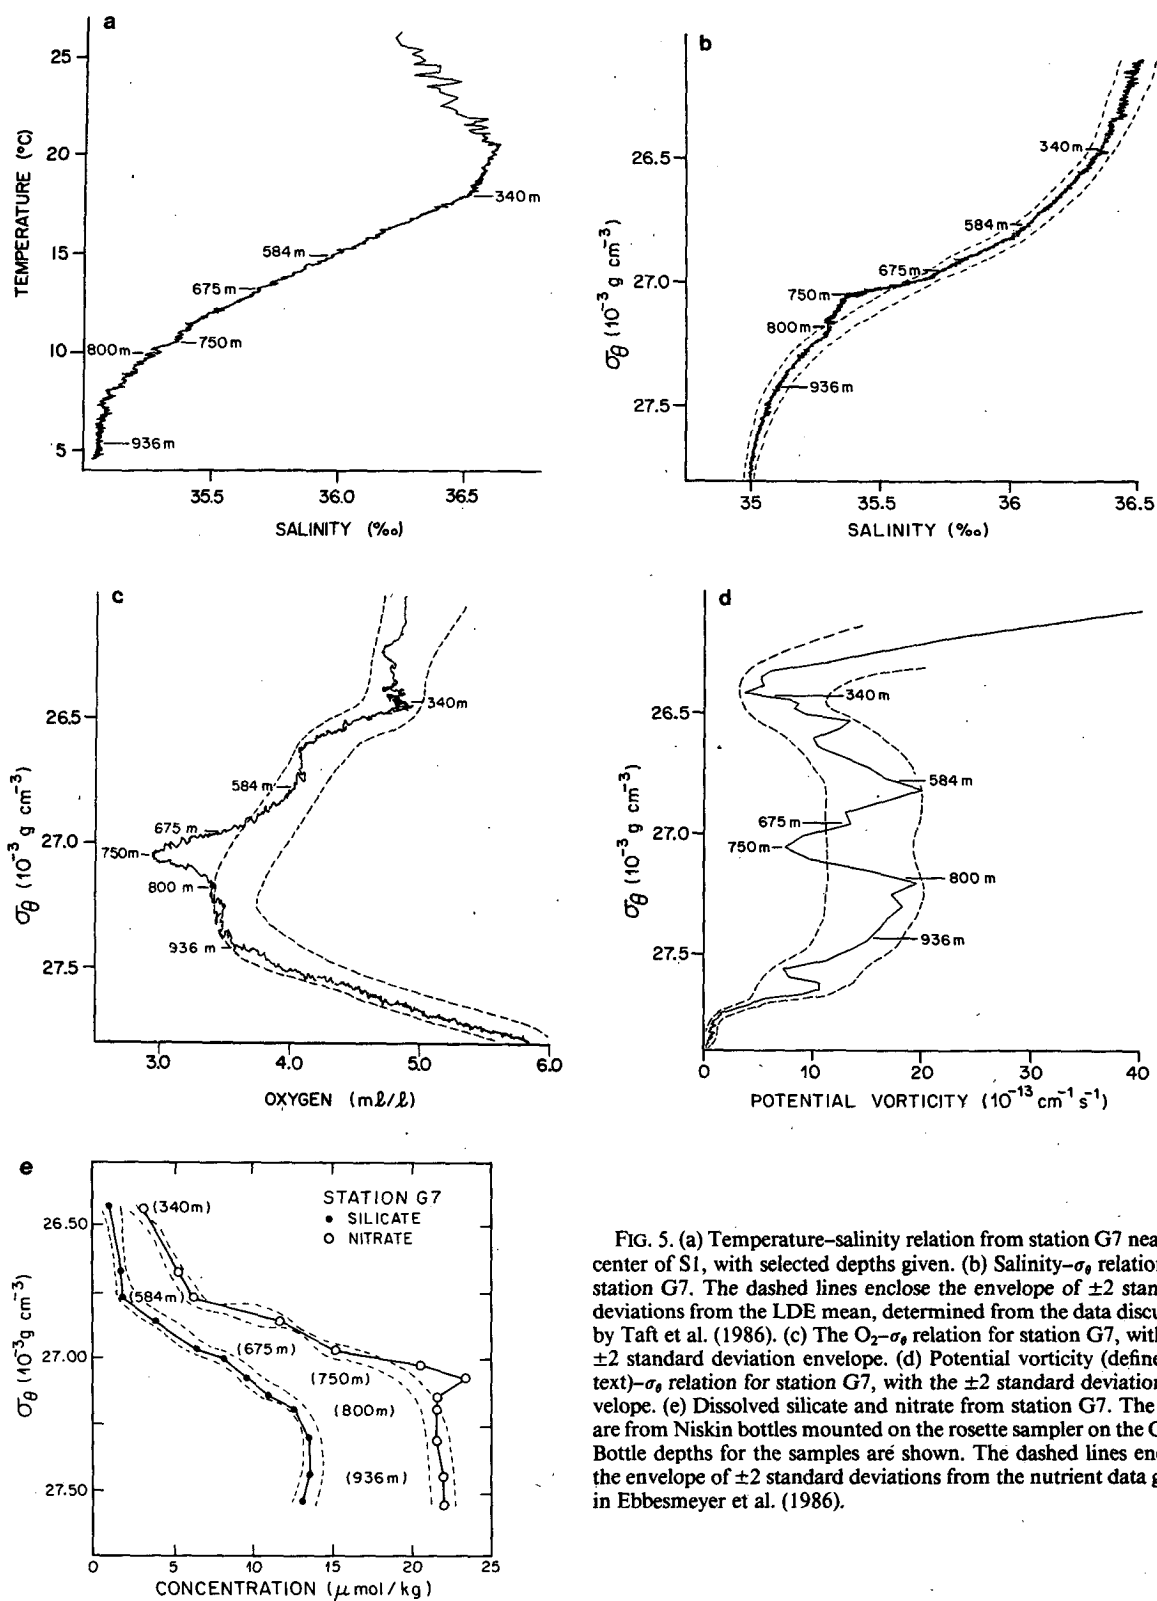 a
25
20
15
10
5
TEMPERATURE (°C)
340m
584m
675m
750m
800m
936m
35.5 36.0 36.5
SALINITY (‰)
b
26.5
27.0
27.5
σθ (10⁻³ g cm⁻³)
340m
584m
675m
750m
800m
936m
35 35.5 36 36.5
SALINITY (‰)
c
26.5
27.0
27.5
σθ (10⁻³ g cm⁻³)
340m
584 m
675 m
750m
800 m
936 m
3.0 4.0 5.0 6.0
OXYGEN (mℓ/ℓ)
d
26.5
27.0
27.5
σθ (10⁻³ g cm⁻³)
340m
584m
675m
750m
800 m
936m
0 10 20 30 40
POTENTIAL VORTICITY (10⁻¹³ cm⁻¹ s⁻¹)
e
26.50
27.00
27.50
σθ (10⁻³g cm⁻³)
STATION G7
SILICATE
NITRATE
(340m)
(584m)
(675m)
(750m)
(800m)
(936m)
0 5 10 15 20 25
CONCENTRATION (μmol/kg)
FIG. 5. (a) Temperature–salinity relation from station G7 nea
center of S1, with selected depths given. (b) Salinity–σθ relation
station G7. The dashed lines enclose the envelope of ±2 stan
deviations from the LDE mean, determined from the data discu
by Taft et al. (1986). (c) The O₂–σθ relation for station G7, with
±2 standard deviation envelope. (d) Potential vorticity (define
text)–σθ relation for station G7, with the ±2 standard deviation
velope. (e) Dissolved silicate and nitrate from station G7. The
are from Niskin bottles mounted on the rosette sampler on the C
Bottle depths for the samples are shown. The dashed lines enc
the envelope of ±2 standard deviations from the nutrient data g
in Ebbesmeyer et al. (1986).